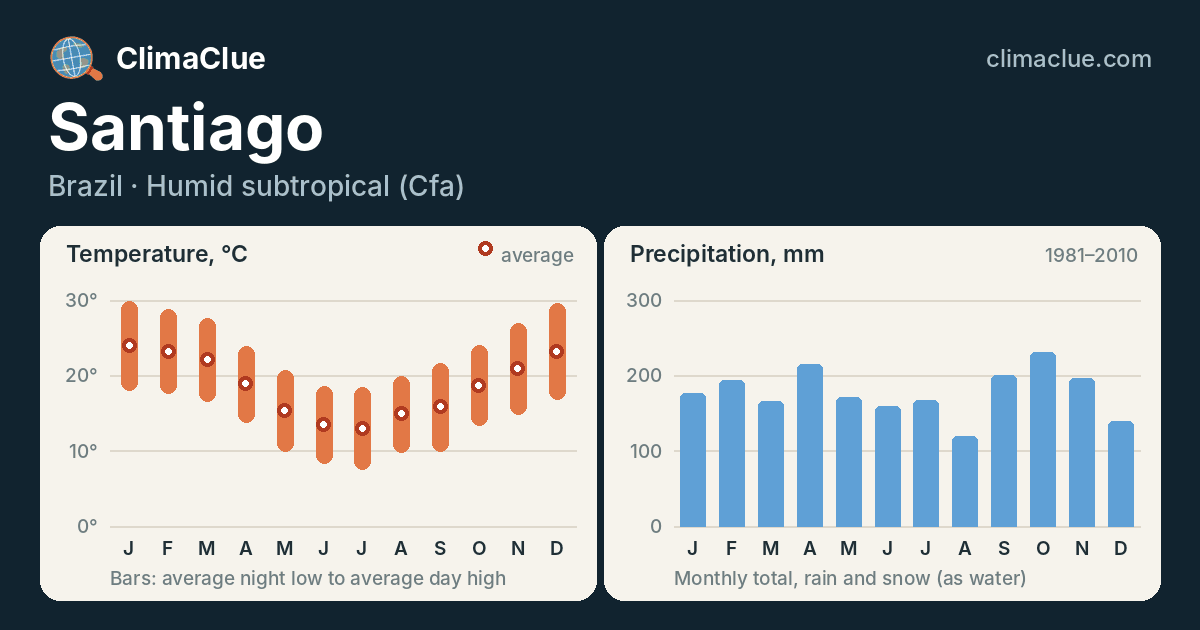 ClimaClue
climaclue.com
Santiago
Brazil · Humid subtropical (Cfa)
Temperature, °C
average
30°
20°
10°
0°
J F M A M J J A S O N D
Bars: average night low to average day high
Precipitation, mm
1981–2010
300
200
100
0
J F M A M J J A S O N D
Monthly total, rain and snow (as water)